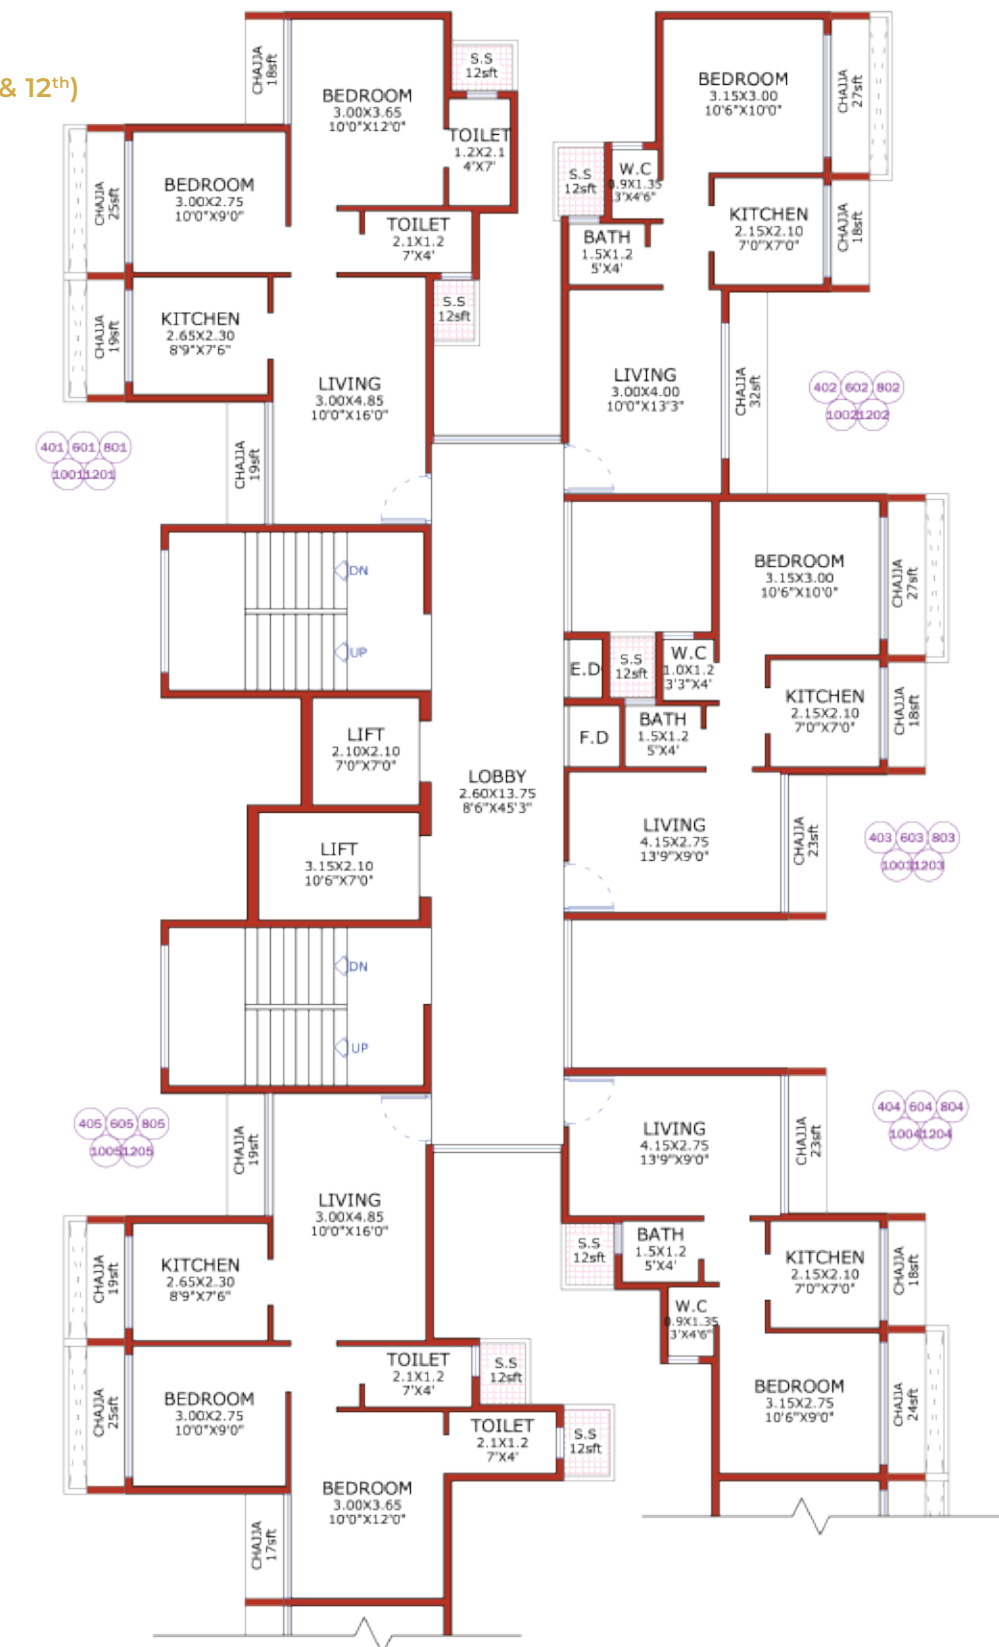 & 12th)
CHAJJA
18sft
BEDROOM
3.00X3.65
10'0"X12'0"
S.S
12sft
TOILET
1.2X2.1
4'X7'
CHAJJA
25sft
BEDROOM
3.00X2.75
10'0"X9'0"
TOILET
2.1X1.2
7'X4'
S.S
12sft
CHAJJA
19sft
KITCHEN
2.65X2.30
8'9"X7'6"
LIVING
3.00X4.85
10'0"X16'0"
CHAJJA
19sft
401 601 801
1001 1201
BEDROOM
3.15X3.00
10'6"X10'0"
CHAJJA
27sft
S.S
12sft
W.C
0.9X1.35
3'X4'6"
KITCHEN
2.15X2.10
7'0"X7'0"
CHAJJA
18sft
BATH
1.5X1.2
5'X4'
LIVING
3.00X4.00
10'0"X13'3"
CHAJJA
32sft
402 602 802
1002 1202
DN
UP
LIFT
2.10X2.10
7'0"X7'0"
LIFT
3.15X2.10
10'6"X7'0"
LOBBY
2.60X13.75
8'6"X45'3"
DN
UP
BEDROOM
3.15X3.00
10'6"X10'0"
CHAJJA
27sft
E.D
S.S
12sft
W.C
1.0X1.2
3'3"X4'
KITCHEN
2.15X2.10
7'0"X7'0"
CHAJJA
18sft
F.D
BATH
1.5X1.2
5'X4'
LIVING
4.15X2.75
13'9"X9'0"
CHAJJA
23sft
403 603 803
1003 1203
LIVING
4.15X2.75
13'9"X9'0"
CHAJJA
23sft
404 604 804
1004 1204
S.S
12sft
BATH
1.5X1.2
5'X4'
KITCHEN
2.15X2.10
7'0"X7'0"
CHAJJA
18sft
W.C
0.9X1.35
3'X4'6"
BEDROOM
3.15X2.75
10'6"X9'0"
CHAJJA
24sft
405 605 805
1005 1205
CHAJJA
19sft
LIVING
3.00X4.85
10'0"X16'0"
CHAJJA
19sft
KITCHEN
2.65X2.30
8'9"X7'6"
TOILET
2.1X1.2
7'X4'
S.S
12sft
CHAJJA
25sft
BEDROOM
3.00X2.75
10'0"X9'0"
TOILET
2.1X1.2
7'X4'
S.S
12sft
BEDROOM
3.00X3.65
10'0"X12'0"
CHAJJA
17sft